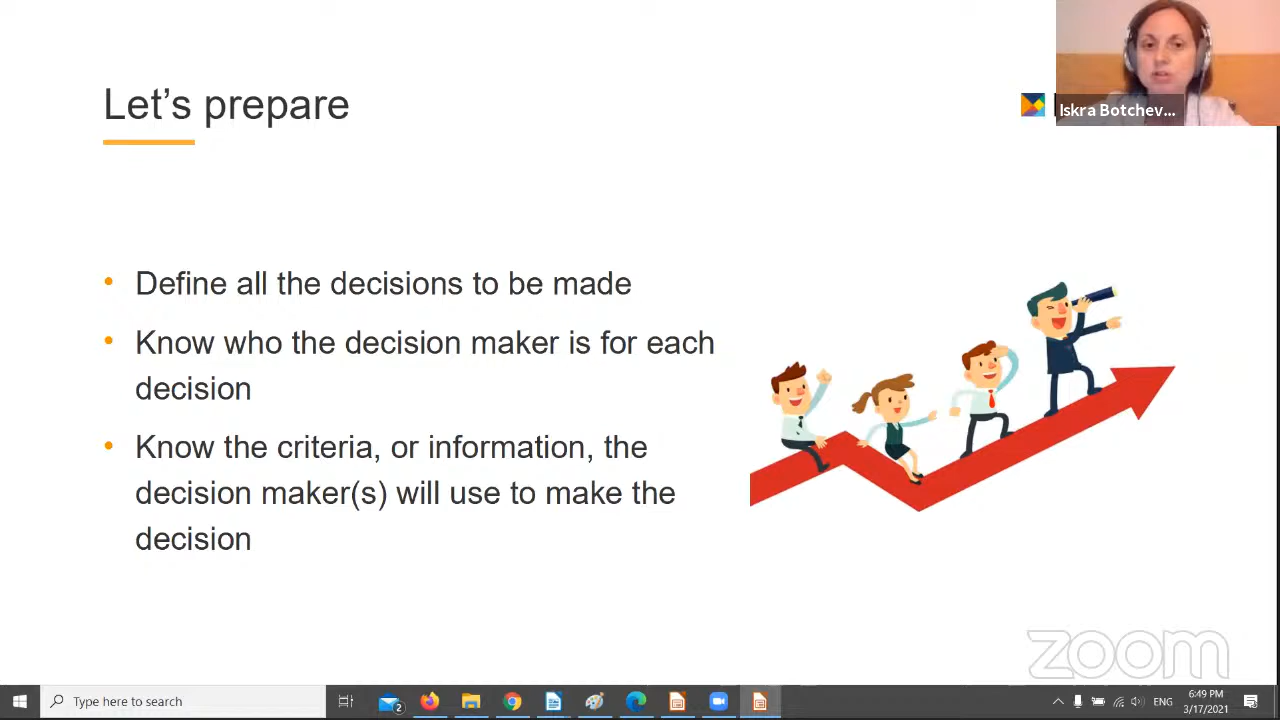 Let's prepare
Iskra Botchev...
• Define all the decisions to be made
• Know who the decision maker is for each
decision
• Know the criteria, or information, the
decision maker(s) will use to make the
decision
zoom
Type here to search
2
ENG
6:49 PM
3/17/2021